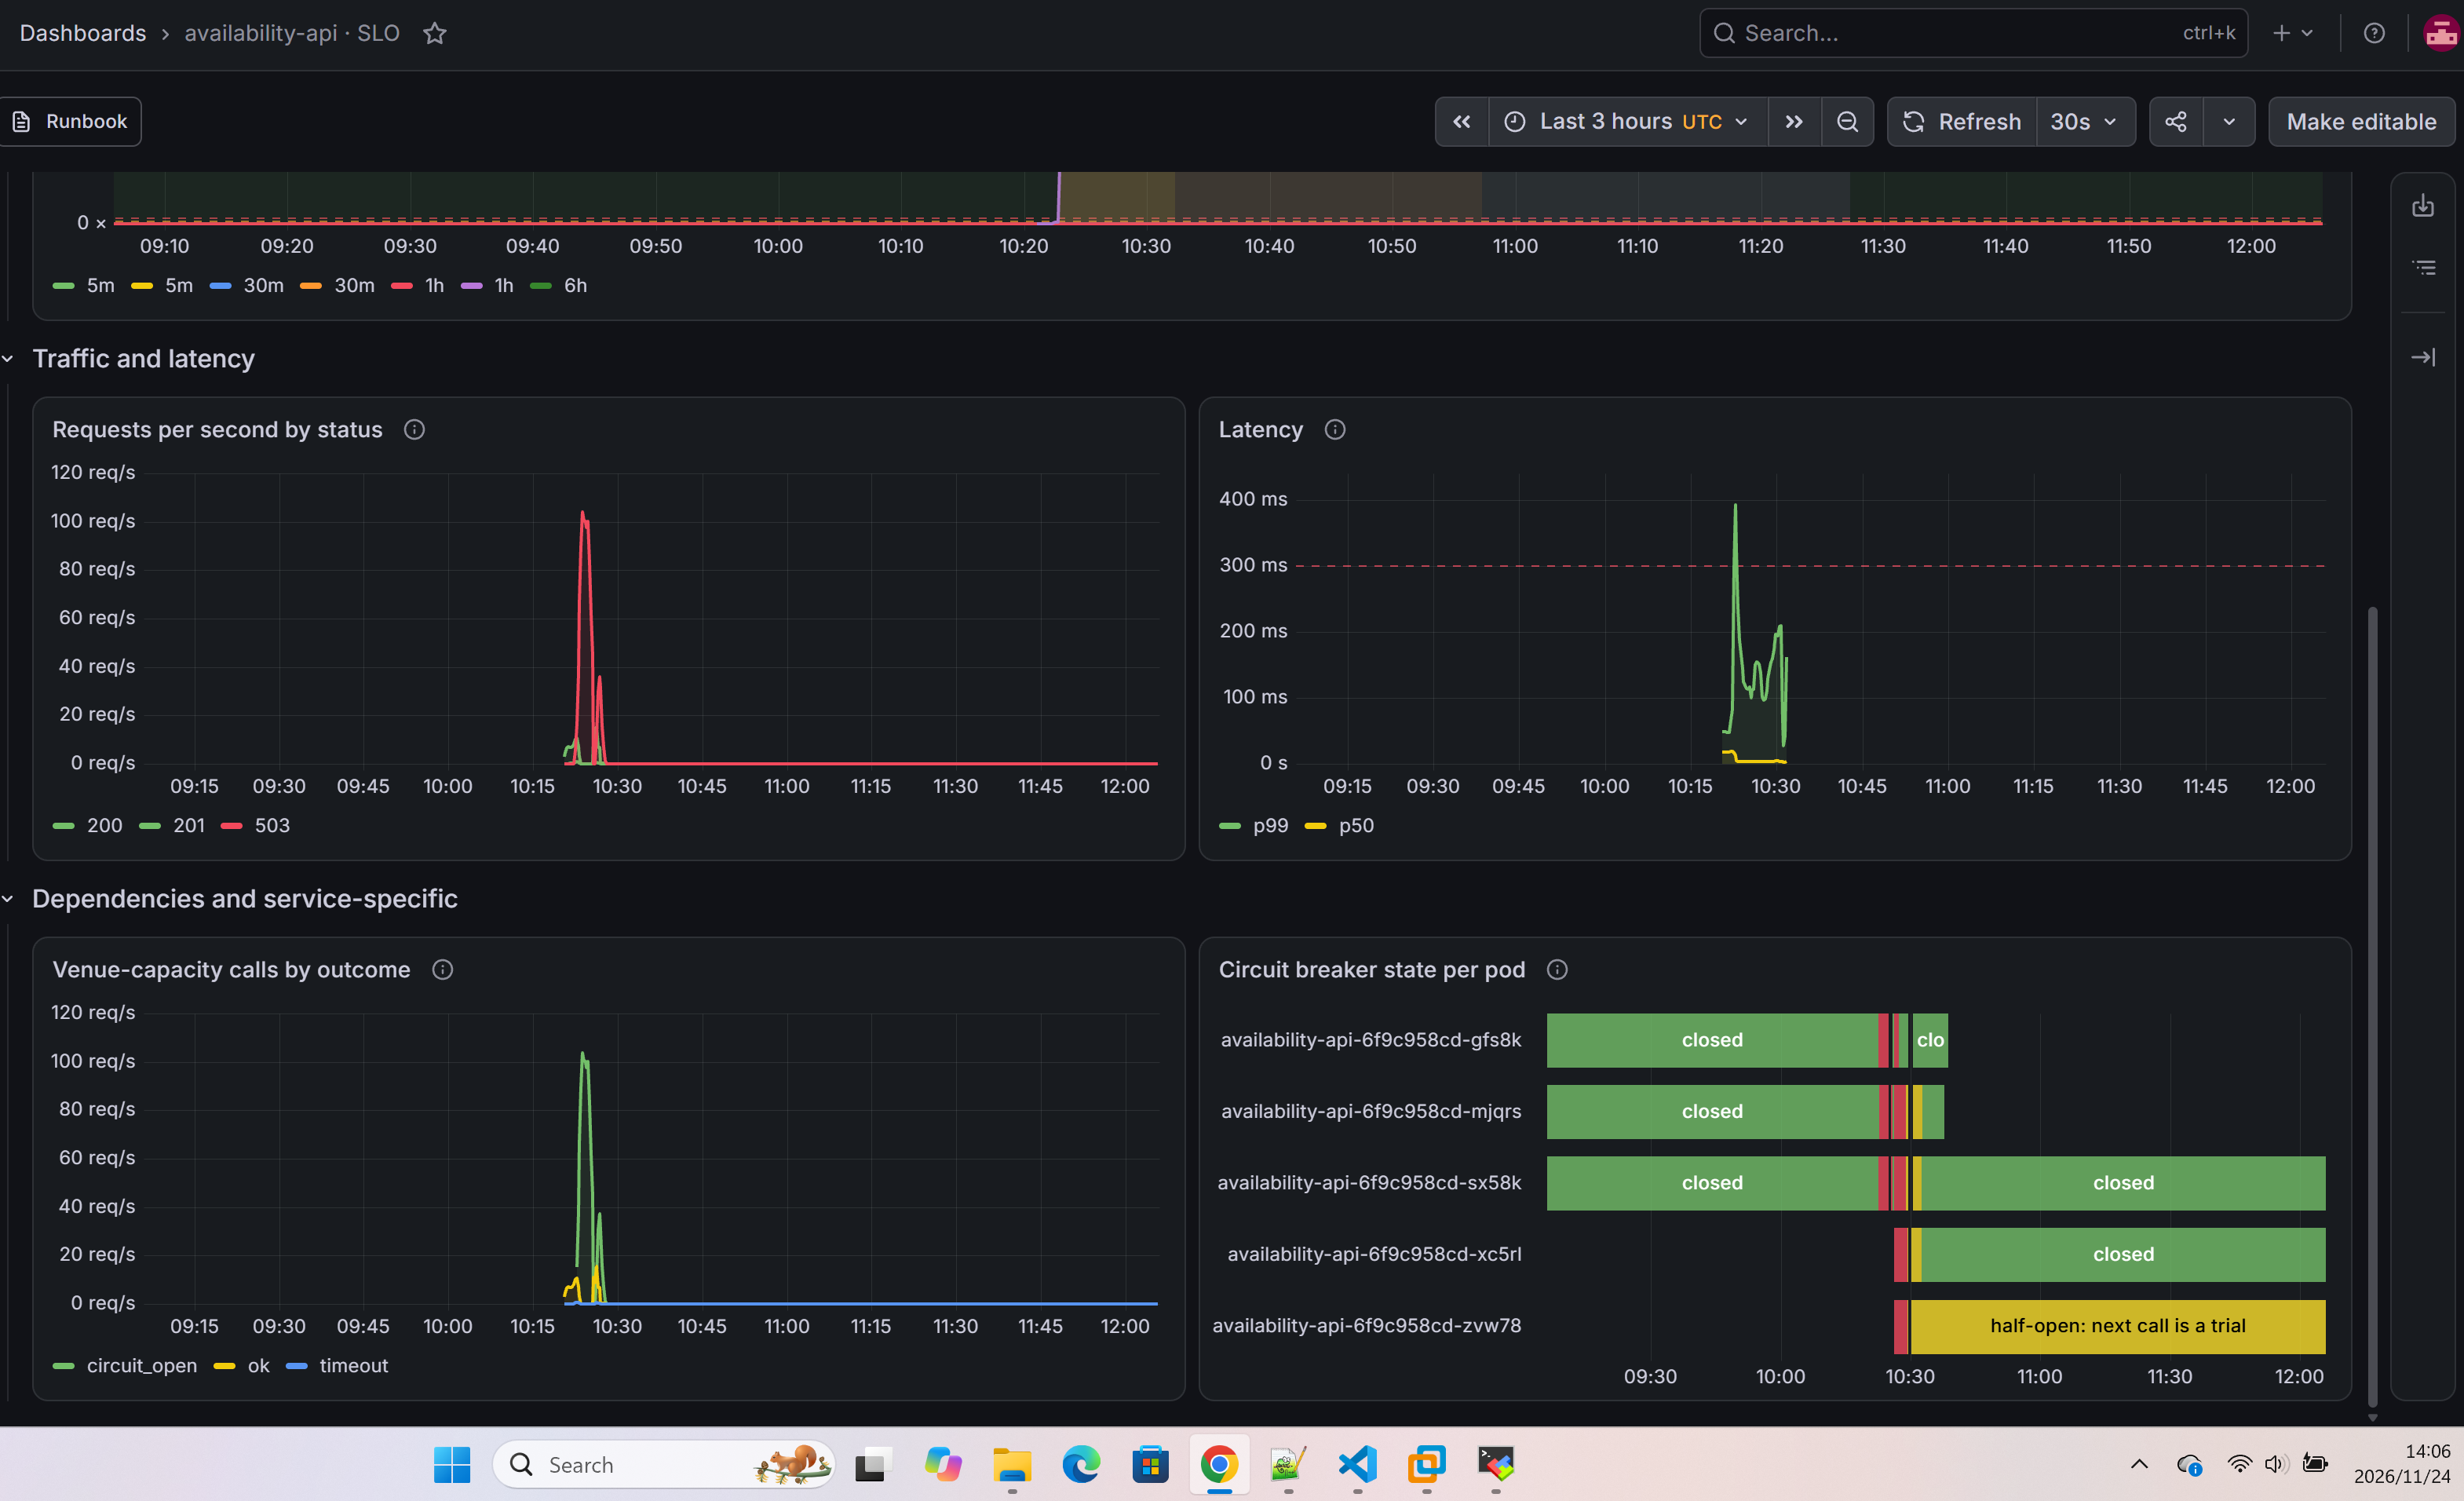 Dashboards › availability-api · SLO
Search... ctrl+k
Runbook
Last 3 hours UTC
Refresh 30s
Make editable
0 ×
09:10 09:20 09:30 09:40 09:50 10:00 10:10 10:20 10:30 10:40 10:50 11:00 11:10 11:20 11:30 11:40 11:50 12:00
5m 5m 30m 30m 1h 1h 6h
Traffic and latency
Requests per second by status
120 req/s
100 req/s
80 req/s
60 req/s
40 req/s
20 req/s
0 req/s
09:15 09:30 09:45 10:00 10:15 10:30 10:45 11:00 11:15 11:30 11:45 12:00
200 201 503
Latency
400 ms
300 ms
200 ms
100 ms
0 s
09:15 09:30 09:45 10:00 10:15 10:30 10:45 11:00 11:15 11:30 11:45 12:00
p99 p50
Dependencies and service-specific
Venue-capacity calls by outcome
120 req/s
100 req/s
80 req/s
60 req/s
40 req/s
20 req/s
0 req/s
09:15 09:30 09:45 10:00 10:15 10:30 10:45 11:00 11:15 11:30 11:45 12:00
circuit_open ok timeout
Circuit breaker state per pod
availability-api-6f9c958cd-gfs8k closed clo
availability-api-6f9c958cd-mjqrs closed
availability-api-6f9c958cd-sx58k closed closed
availability-api-6f9c958cd-xc5rl closed
availability-api-6f9c958cd-zvw78 half-open: next call is a trial
09:30 10:00 10:30 11:00 11:30 12:00
Search
14:06
2026/11/24